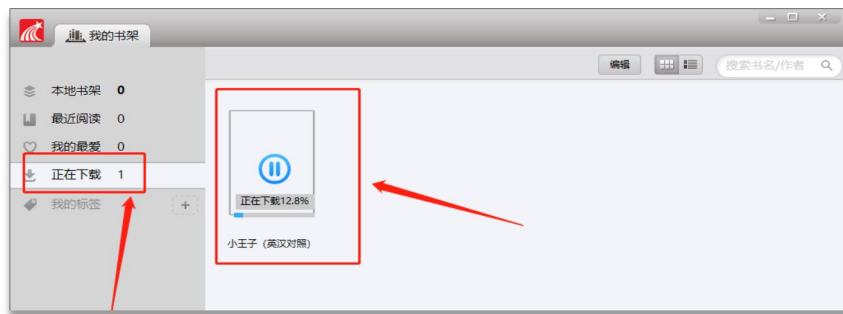 我的书架
编辑
搜索书名/作者
本地书架 0
最近阅读 0
我的最爱 0
正在下载 1
我的标签 +
正在下载12.8%
小王子（英汉对照）